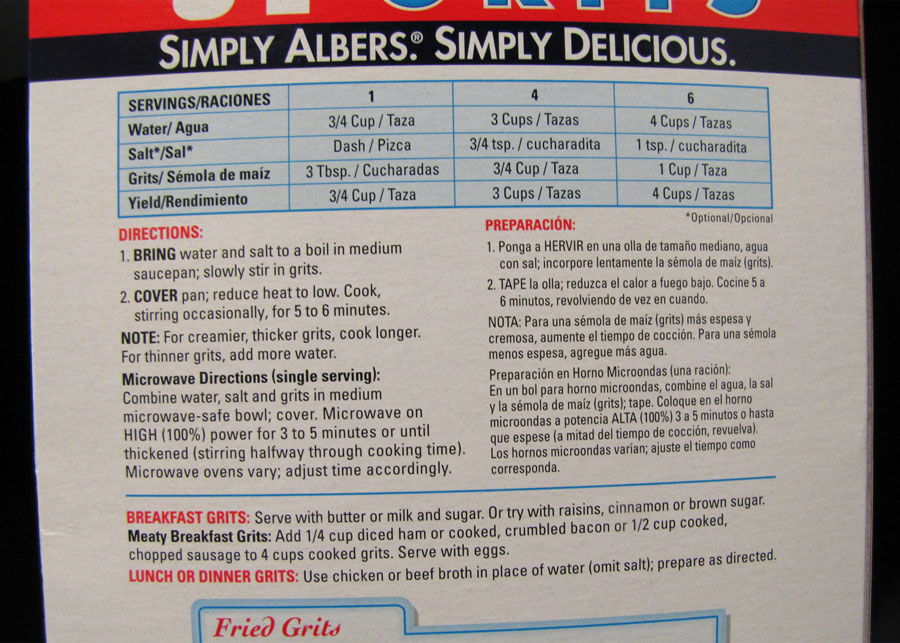 SIMPLY ALBERS.® SIMPLY DELICIOUS.
SERVINGS/RACIONES 1 4 6
Water/ Agua 3/4 Cup / Taza 3 Cups / Tazas 4 Cups / Tazas
Salt*/Sal* Dash / Pizca 3/4 tsp. / cucharadita 1 tsp. / cucharadita
Grits/ Sémola de maíz 3 Tbsp. / Cucharadas 3/4 Cup / Taza 1 Cup / Taza
Yield/Rendimiento 3/4 Cup / Taza 3 Cups / Tazas 4 Cups / Tazas
*Optional/Opcional
DIRECTIONS:
1. BRING water and salt to a boil in medium
saucepan; slowly stir in grits.
2. COVER pan; reduce heat to low. Cook,
stirring occasionally, for 5 to 6 minutes.
NOTE: For creamier, thicker grits, cook longer.
For thinner grits, add more water.
Microwave Directions (single serving):
Combine water, salt and grits in medium
microwave-safe bowl; cover. Microwave on
HIGH (100%) power for 3 to 5 minutes or until
thickened (stirring halfway through cooking time).
Microwave ovens vary; adjust time accordingly.
PREPARACIÓN:
1. Ponga a HERVIR en una olla de tamaño mediano, agua
con sal; incorpore lentamente la sémola de maíz (grits).
2. TAPE la olla; reduzca el calor a fuego bajo. Cocine 5 a
6 minutos, revolviendo de vez en cuando.
NOTA: Para una sémola de maíz (grits) más espesa y
cremosa, aumente el tiempo de cocción. Para una sémola
menos espesa, agregue más agua.
Preparación en Horno Microondas (una ración):
En un bol para horno microondas, combine el agua, la sal
y la sémola de maíz (grits); tape. Coloque en el horno
microondas a potencia ALTA (100%) 3 a 5 minutos o hasta
que espese (a mitad del tiempo de cocción, revuelva).
Los hornos microondas varían; ajuste el tiempo como
corresponda.
BREAKFAST GRITS: Serve with butter or milk and sugar. Or try with raisins, cinnamon or brown sugar.
Meaty Breakfast Grits: Add 1/4 cup diced ham or cooked, crumbled bacon or 1/2 cup cooked,
chopped sausage to 4 cups cooked grits. Serve with eggs.
LUNCH OR DINNER GRITS: Use chicken or beef broth in place of water (omit salt); prepare as directed.
Fried Grits